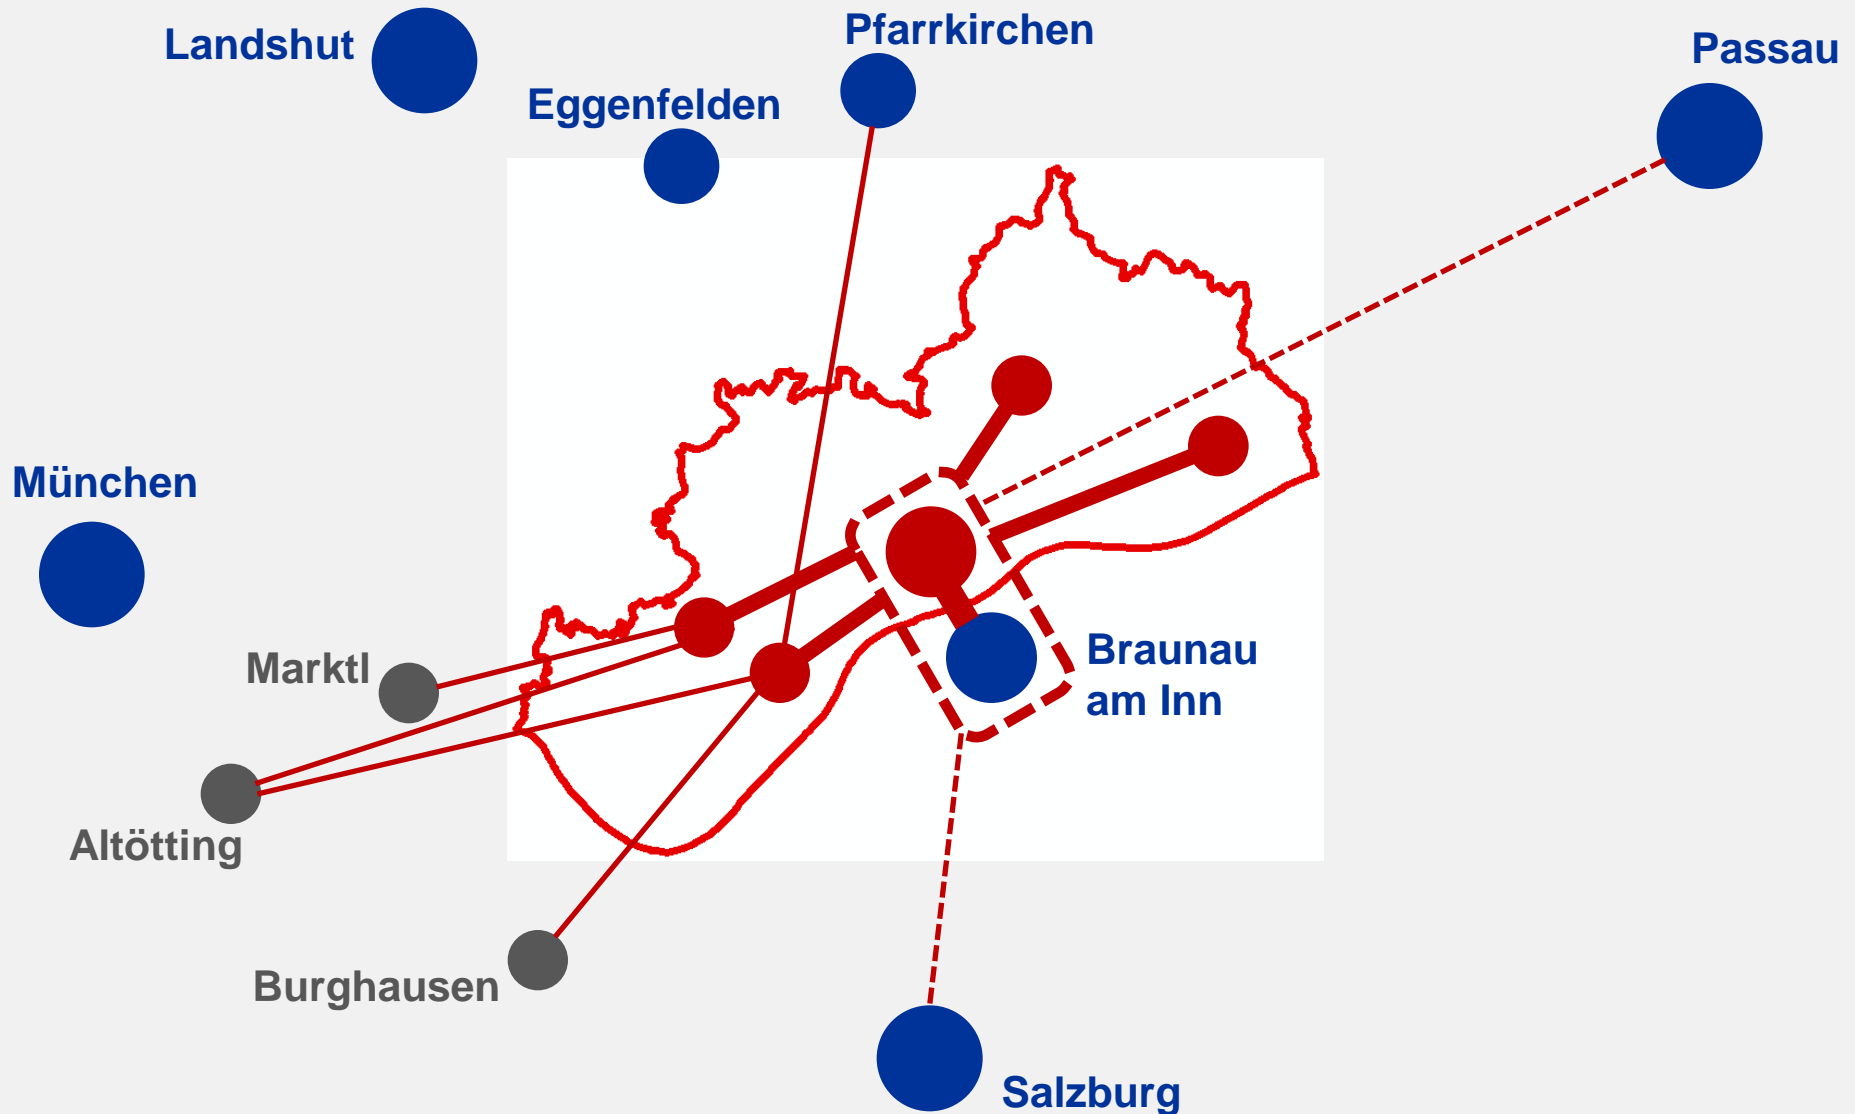 Landshut
Pfarrkirchen
Passau
Eggenfelden
München
Braunau
am Inn
Marktl
Altötting
Burghausen
Salzburg